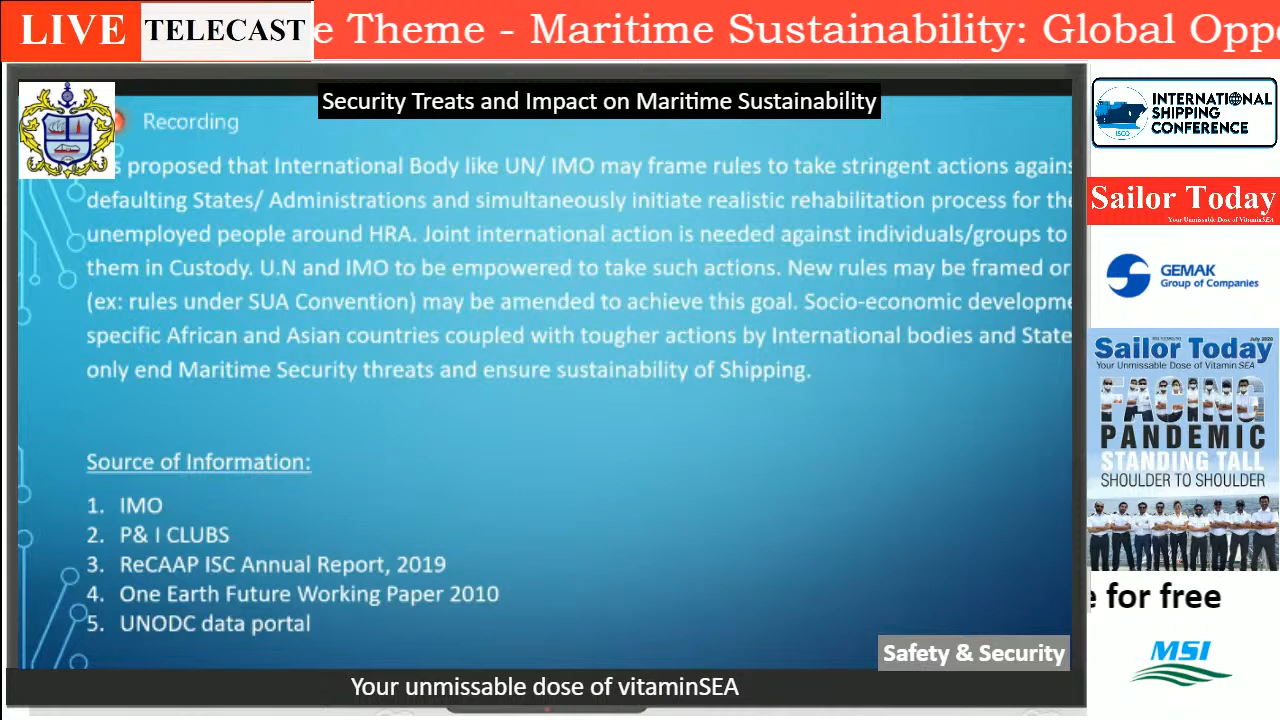 LIVE TELECAST e Theme - Maritime Sustainability: Global Oppo
Security Treats and Impact on Maritime Sustainability
Recording
s proposed that International Body like UN/ IMO may frame rules to take stringent actions agains
defaulting States/ Administrations and simultaneously initiate realistic rehabilitation process for the
unemployed people around HRA. Joint international action is needed against individuals/groups to
them in Custody. U.N and IMO to be empowered to take such actions. New rules may be framed or
(ex: rules under SUA Convention) may be amended to achieve this goal. Socio-economic developme
specific African and Asian countries coupled with tougher actions by International bodies and State
only end Maritime Security threats and ensure sustainability of Shipping.
Source of Information:
1. IMO
2. P& I CLUBS
3. ReCAAP ISC Annual Report, 2019
4. One Earth Future Working Paper 2010
5. UNODC data portal
Safety & Security
Your unmissable dose of vitaminSEA
INTERNATIONAL
SHIPPING
CONFERENCE
ISCO
Sailor Today
Your Unmissable Dose of VitaminSEA
GEMAK
Group of Companies
July 2020
Sailor Today
Your Unmissable Dose of Vitamin SEA
FACING
PANDEMIC
STANDING TALL
SHOULDER TO SHOULDER
e for free
MSI